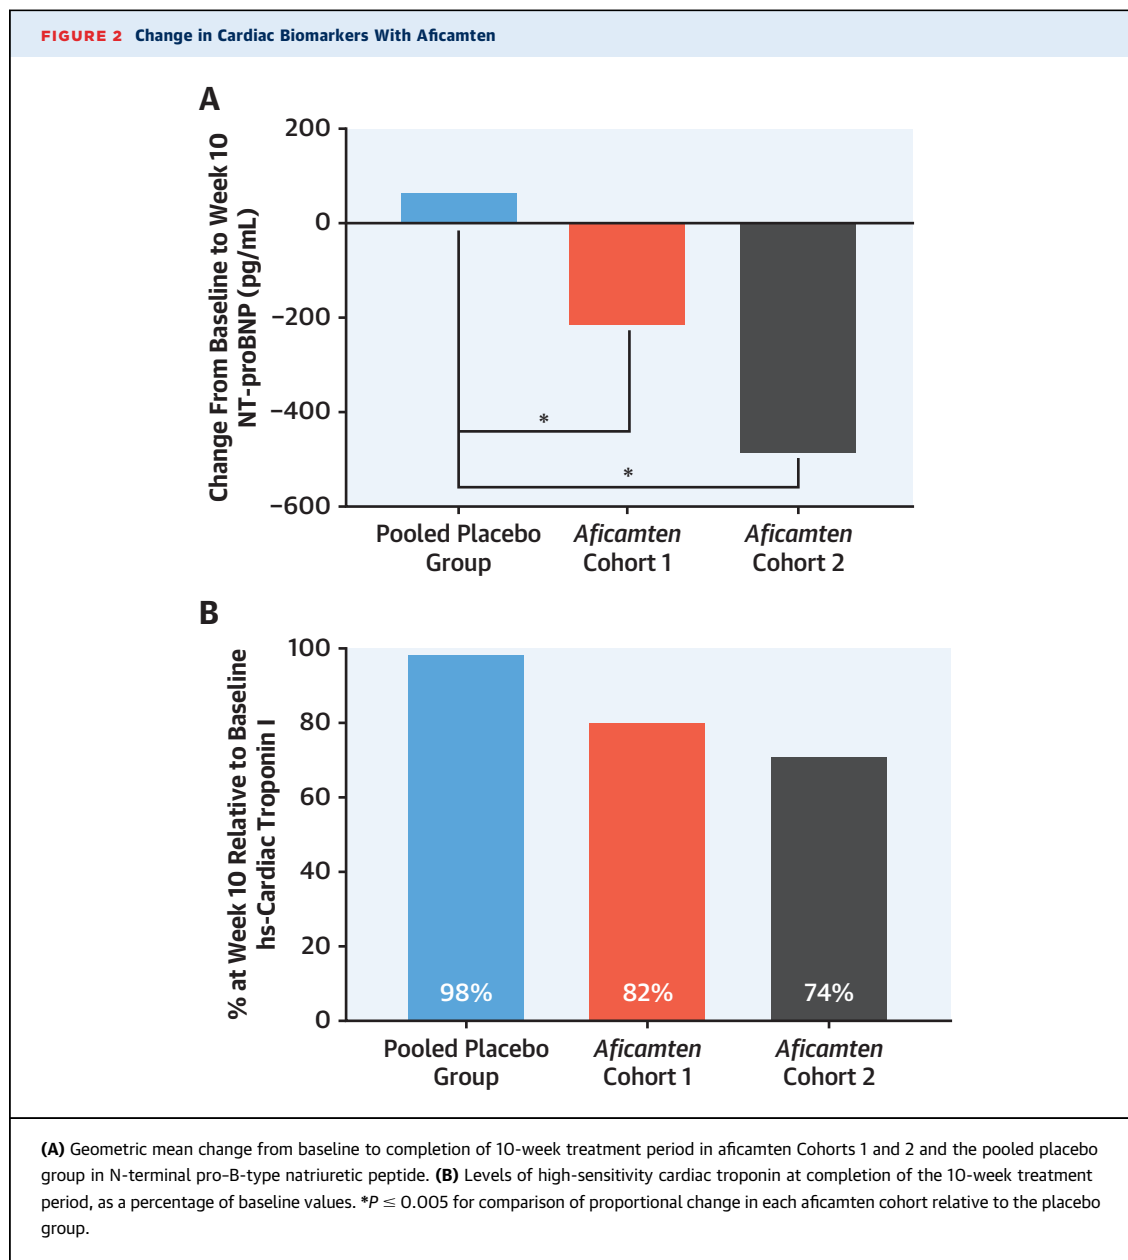 FIGURE 2 Change in Cardiac Biomarkers With Aficamten
A
Change From Baseline to Week 10
NT-proBNP (pg/mL)
200
0
−200
−400
−600
*
*
Pooled Placebo
Group
Aficamten
Cohort 1
Aficamten
Cohort 2
B
% at Week 10 Relative to Baseline
hs-Cardiac Troponin I
100
80
60
40
20
0
98%
82%
74%
Pooled Placebo
Group
Aficamten
Cohort 1
Aficamten
Cohort 2
(A) Geometric mean change from baseline to completion of 10-week treatment period in aficamten Cohorts 1 and 2 and the pooled placebo
group in N-terminal pro-B-type natriuretic peptide. (B) Levels of high-sensitivity cardiac troponin at completion of the 10-week treatment
period, as a percentage of baseline values. *P ≤ 0.005 for comparison of proportional change in each aficamten cohort relative to the placebo
group.